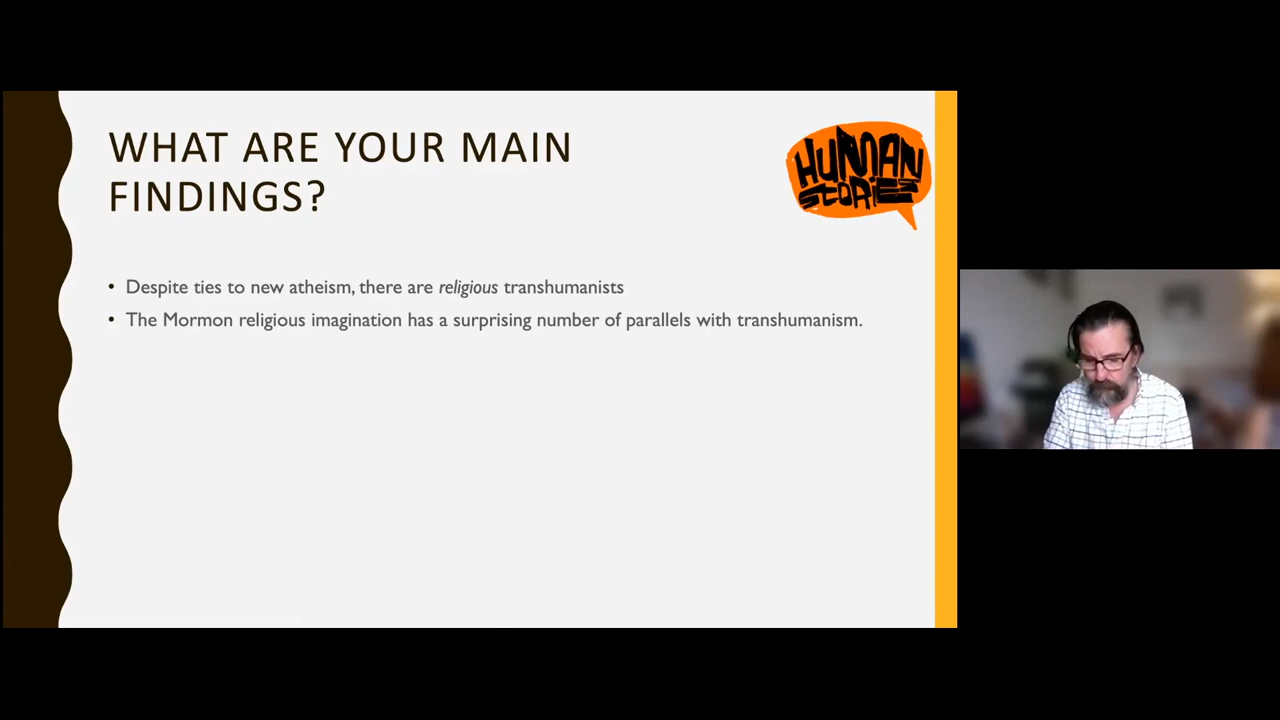 WHAT ARE YOUR MAIN
FINDINGS?
HUMAN
STORIES
• Despite ties to new atheism, there are religious transhumanists
• The Mormon religious imagination has a surprising number of parallels with transhumanism.